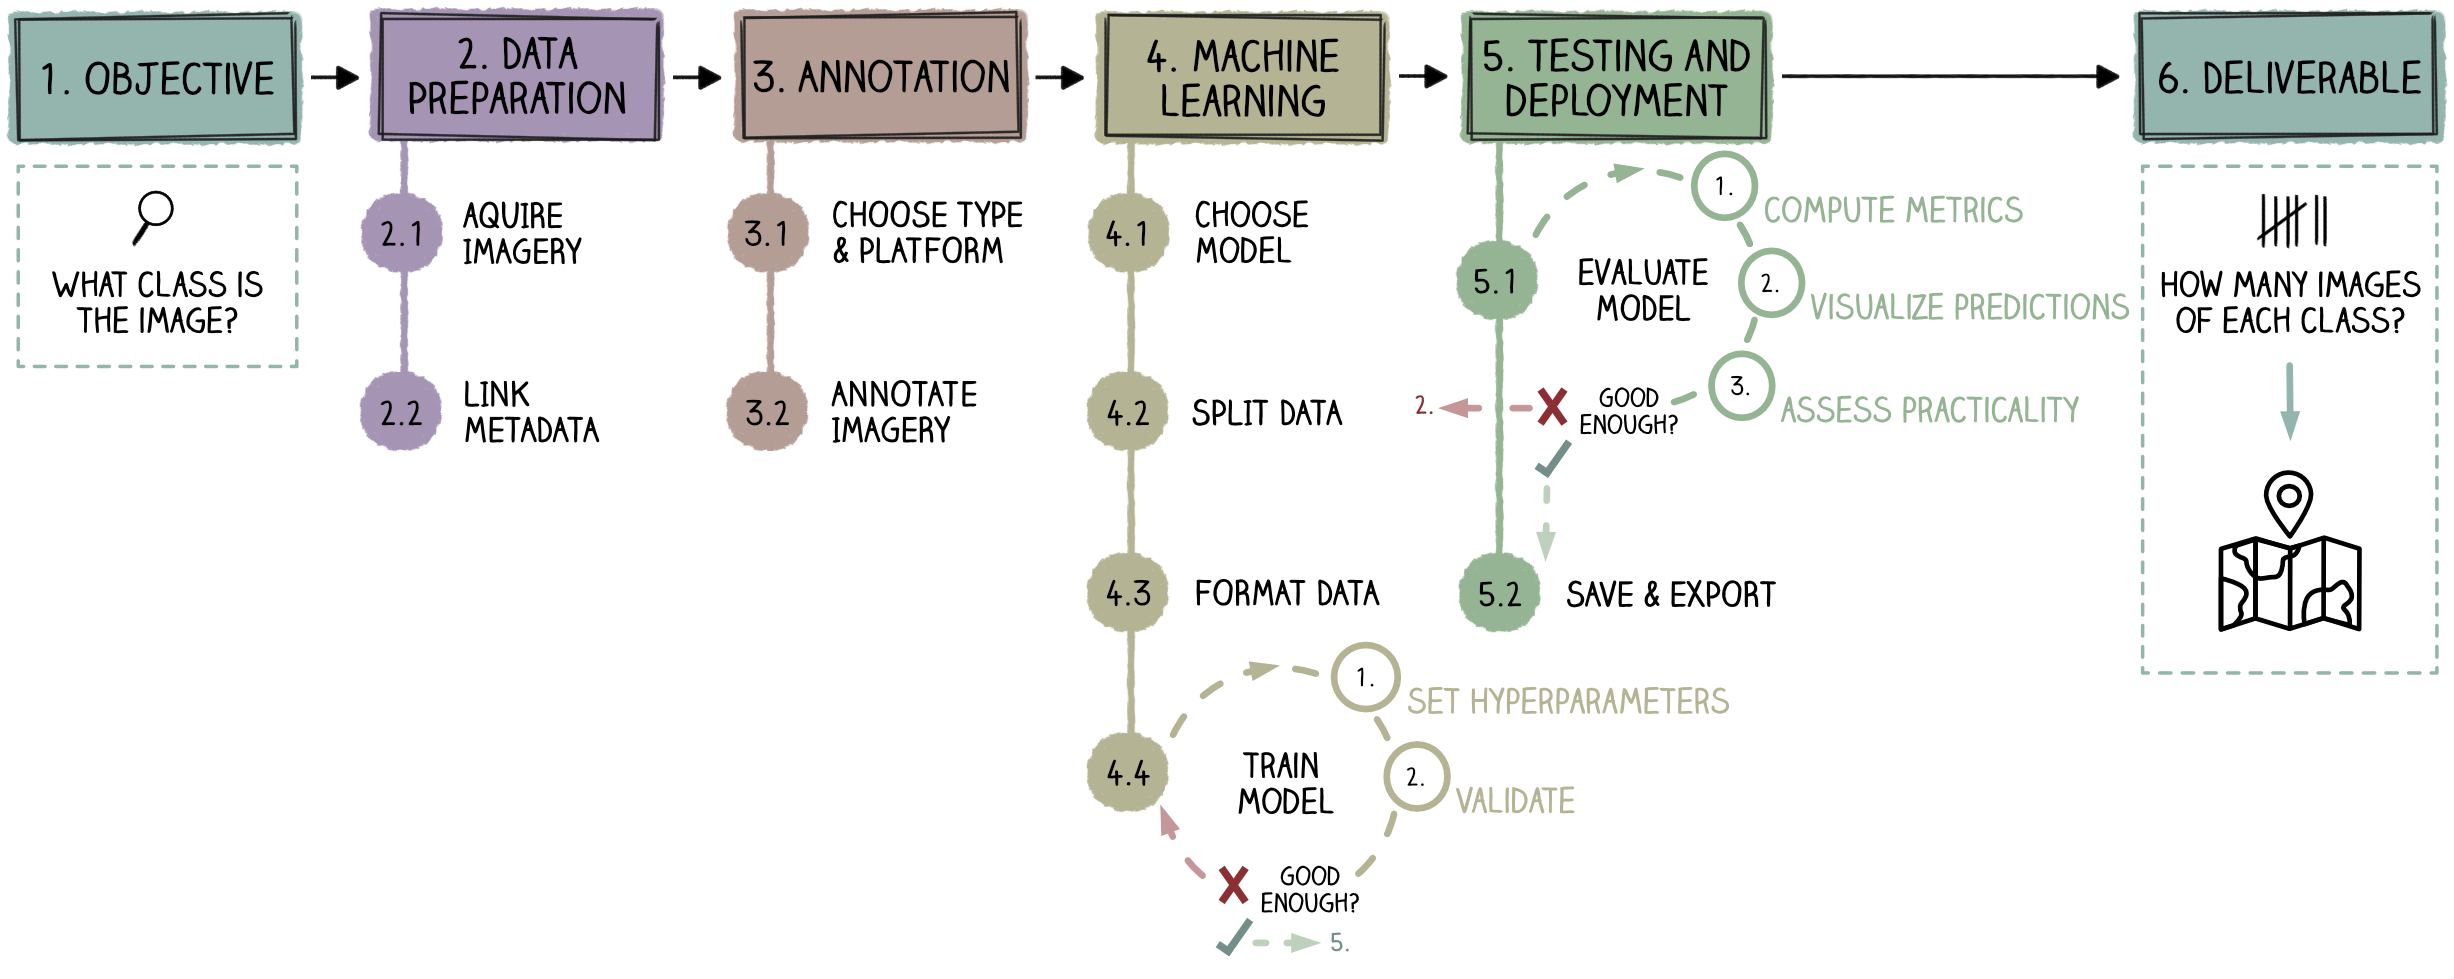 1. OBJECTIVE
WHAT CLASS IS
THE IMAGE?
2. DATA
PREPARATION
2.1
AQUIRE
IMAGERY
2.2
LINK
METADATA
3. ANNOTATION
3.1
CHOOSE TYPE
& PLATFORM
3.2
ANNOTATE
IMAGERY
4. MACHINE
LEARNING
4.1
CHOOSE
MODEL
4.2
SPLIT DATA
4.3
FORMAT DATA
4.4
TRAIN
MODEL
1.
SET HYPERPARAMETERS
2.
VALIDATE
GOOD
ENOUGH?
5.
5. TESTING AND
DEPLOYMENT
5.1
EVALUATE
MODEL
1.
COMPUTE METRICS
2.
VISUALIZE PREDICTIONS
3.
ASSESS PRACTICALITY
GOOD
ENOUGH?
2.
5.2
SAVE & EXPORT
6. DELIVERABLE
HOW MANY IMAGES
OF EACH CLASS?